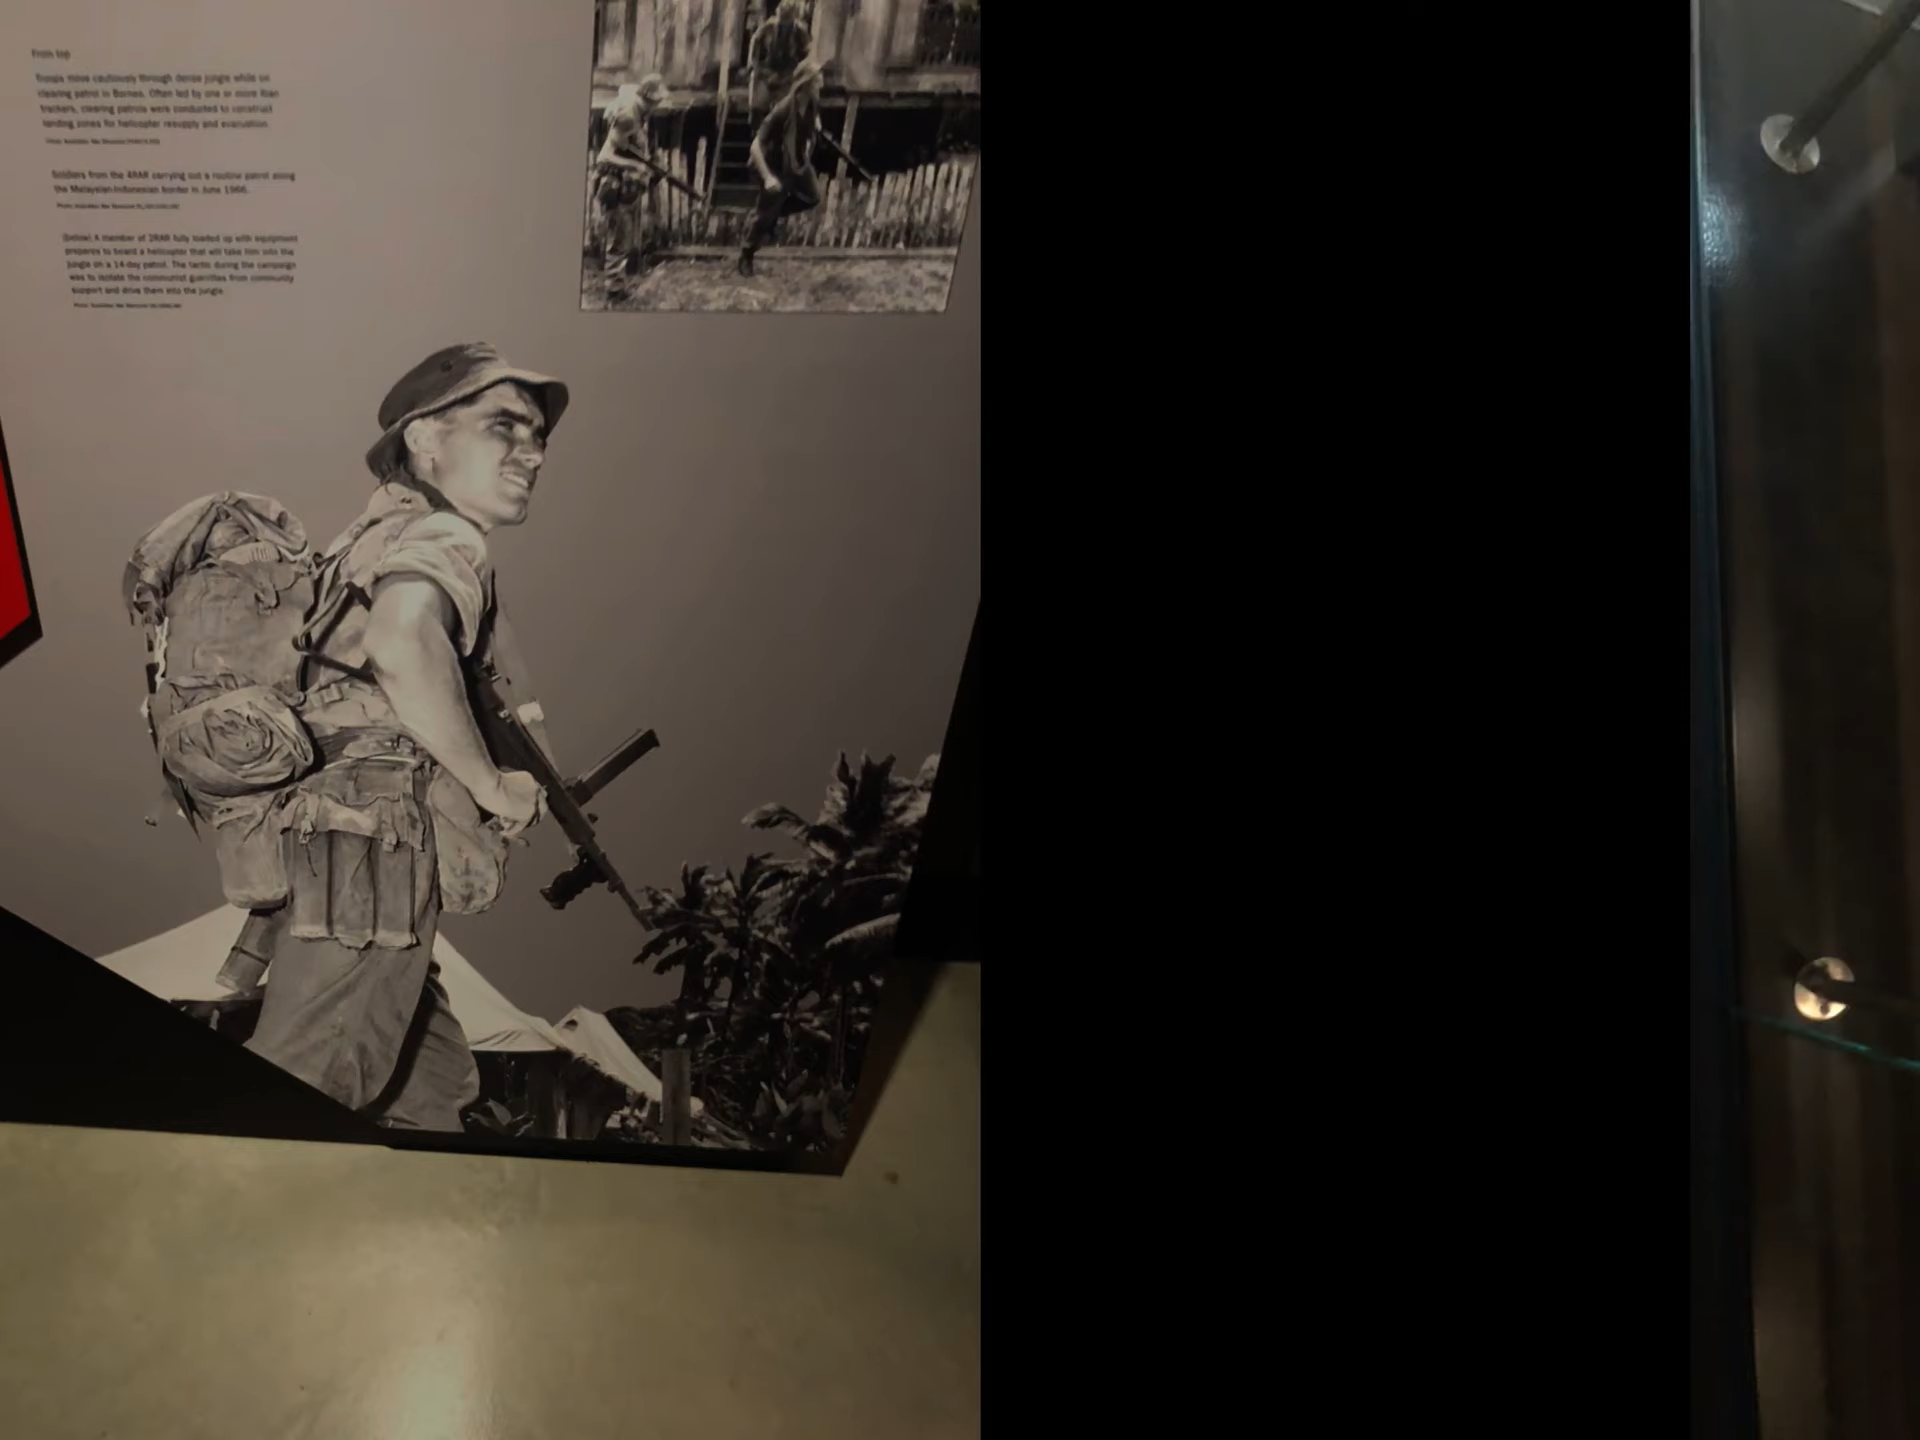 From top
Troops move cautiously through dense jungle while on
clearing patrol in Borneo. Often led by one or more Iban
trackers, clearing patrols were conducted to construct
landing zones for helicopter resupply and evacuation.
Soldiers from the 4RAR carrying out a routine patrol along
the Malaysian-Indonesian border in June 1966.
(below) A member of 2RAR fully loaded up with equipment
prepares to board a helicopter that will take him into the
jungle on a 14-day patrol. The tactic during the campaign
was to isolate the communist guerrillas from community
support and drive them into the jungle.